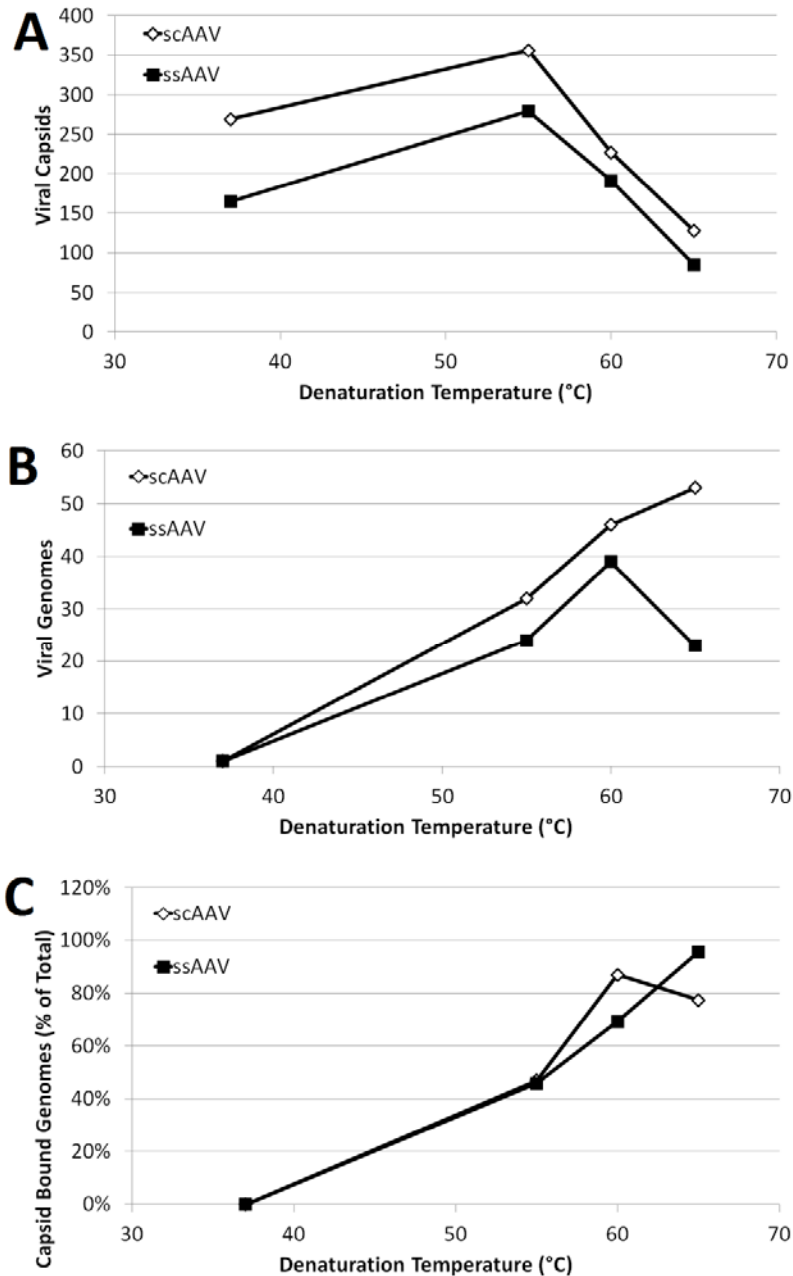 A
400
350
300
250
200
150
100
50
0
Viral Capsids
scAAV
ssAAV
30 40 50 60 70
Denaturation Temperature (°C)
B
60
50
40
30
20
10
0
Viral Genomes
scAAV
ssAAV
30 40 50 60 70
Denaturation Temperature (°C)
C
120%
100%
80%
60%
40%
20%
0%
Capsid Bound Genomes (% of Total)
scAAV
ssAAV
30 40 50 60 70
Denaturation Temperature (°C)